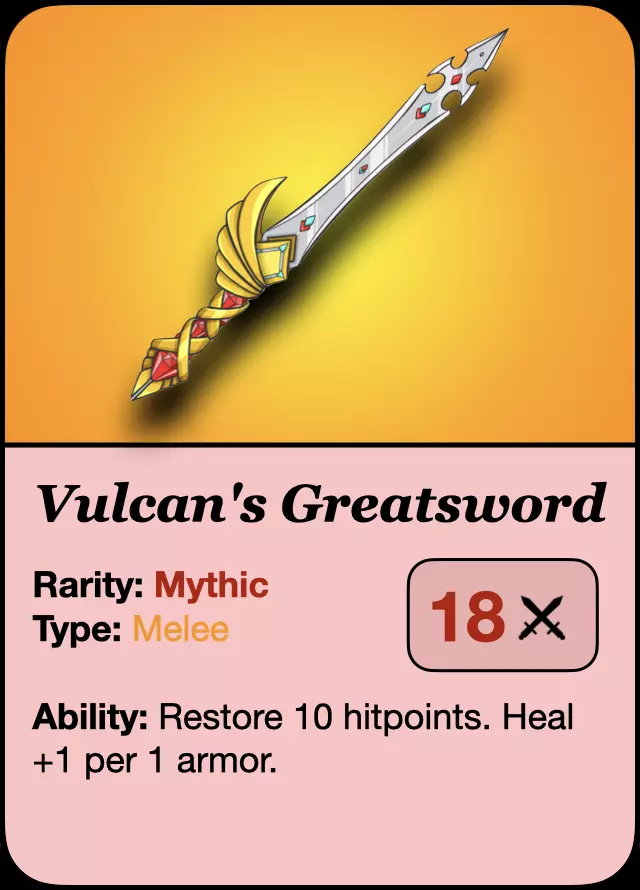 Vulcan's Greatsword
Rarity: Mythic
Type: Melee
18
Ability: Restore 10 hitpoints. Heal
+1 per 1 armor.